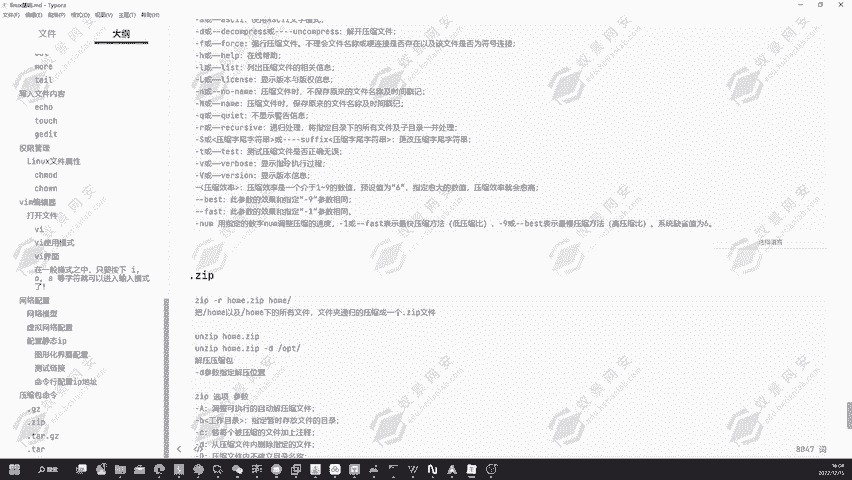 linux基础.md - Typora
文件(F) 编辑(E) 段落(P) 格式(O) 视图(V) 主题(T) 帮助(H)
文件 大纲
cat
more
tail
写入文件内容
echo
touch
gedit
权限管理
Linux文件属性
chmod
chown
vim编辑器
打开文件
vi
vi使用模式
vi界面
在一般模式之中，只要按下 i,
o, a 等字符就可以进入输入模式
了！
网络配置
网络模型
虚拟网络配置
配置静态ip
图形化界面配置
测试链接
命令行配置ip地址
压缩包命令
.gz
.zip
.tar.gz
.tar
-a或--ascii: 使用ASCII文字模式;
-d或--decompress或----uncompress: 解开压缩文件;
-f或--force: 强行压缩文件。不理会文件名称或硬连接是否存在以及该文件是否为符号连接;
-h或--help: 在线帮助;
-l或--list: 列出压缩文件的相关信息;
-L或--license: 显示版本与版权信息;
-n或--no-name: 压缩文件时，不保存原来的文件名称及时间戳记;
-N或--name: 压缩文件时，保存原来的文件名称及时间戳记;
-q或--quiet: 不显示警告信息;
-r或--recursive: 递归处理，将指定目录下的所有文件及子目录一并处理;
-S或<压缩字尾字符串>或----suffix<压缩字尾字符串>: 更改压缩字尾字符串;
-t或--test: 测试压缩文件是否正确无误;
-v或--verbose: 显示指令执行过程;
-V或--version: 显示版本信息;
-<压缩效率>: 压缩效率是一个介于1~9的数值，预设值为“6”，指定愈大的数值，压缩效率就会愈高;
--best: 此参数的效果和指定“-9”参数相同;
--fast: 此参数的效果和指定“-1”参数相同。
-num 用指定的数字num调整压缩的速度，-1或--fast表示最快压缩方法（低压缩比），-9或--best表示最慢压缩方法（高压缩比）。系统缺省值为6。
.zip
zip -r home.zip home/
把/home以及/home下的所有文件，文件夹递归的压缩成一个.zip文件
unzip home.zip
unzip home.zip -d /opt/
解压压缩包
-d参数指定解压位置
zip 选项 参数
-A: 调整可执行的自动解压缩文件;
-b<工作目录>: 指定暂时存放文件的目录;
-c: 替每个被压缩的文件加上注释;
-d: 从压缩文件内删除指定的文件;
-D: 压缩文件内不建立目录名称;
8047 词
搜索
16:08
2022/12/15